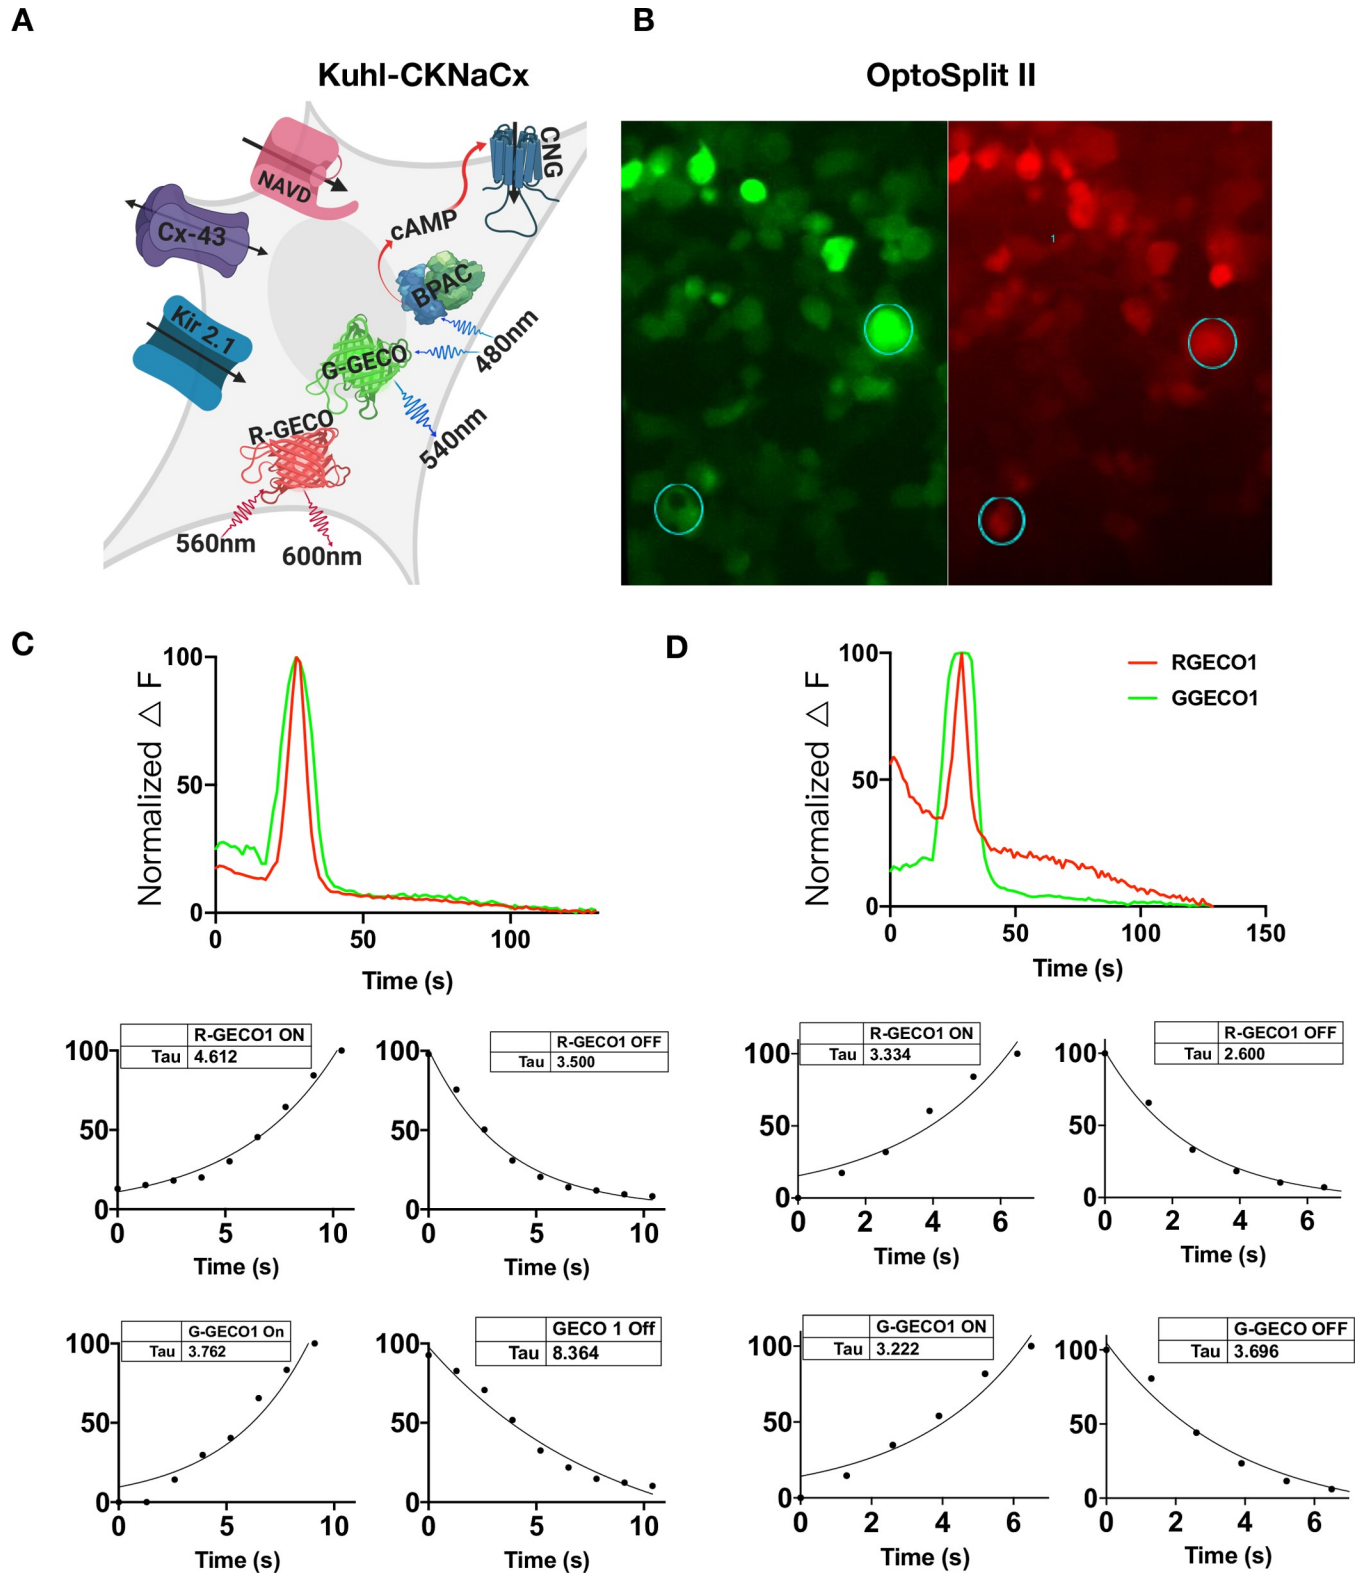 A
B
Kuhl-CKNaCx
OptoSplit II
NAVD
CNG
Cx-43
cAMP
BPAC
Kir 2.1
G-GECO
480nm
R-GECO
540nm
560nm
600nm
1
C
D
Normalized △ F
100
50
0
0
50
100
Time (s)
Normalized △ F
100
50
0
0
50
100
150
Time (s)
RGECO1
GGECO1
R-GECO1 ON
Tau 4.612
100
50
0
0
5
10
Time (s)
R-GECO1 OFF
Tau 3.500
100
50
0
0
5
10
Time (s)
R-GECO1 ON
Tau 3.334
100
50
0
0
2
4
6
Time (s)
R-GECO1 OFF
Tau 2.600
100
50
0
0
2
4
6
Time (s)
G-GECO1 On
Tau 3.762
100
50
0
0
5
10
Time (s)
GECO 1 Off
Tau 8.364
100
50
0
0
5
10
Time (s)
G-GECO1 ON
Tau 3.222
100
50
0
0
2
4
6
Time (s)
G-GECO OFF
Tau 3.696
100
50
0
0
2
4
6
Time (s)